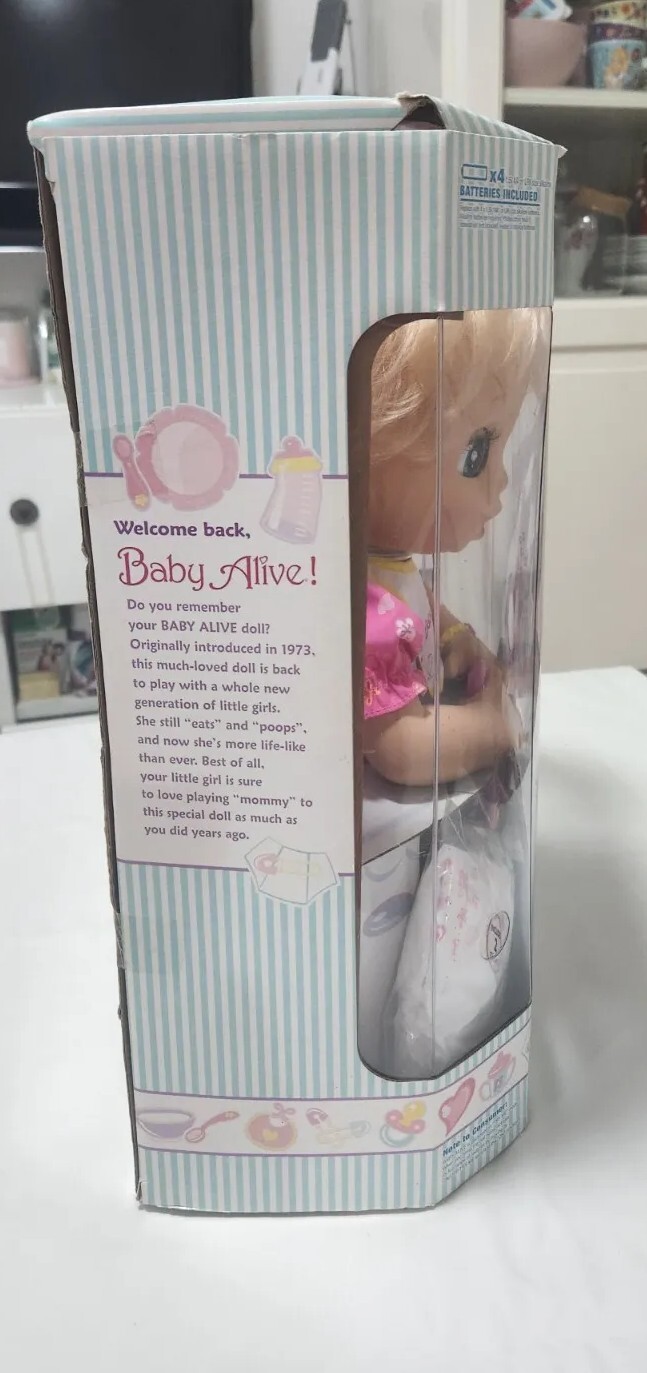 x4
BATTERIES INCLUDED
Welcome back,
Baby Alive!
Do you remember
your BABY ALIVE doll?
Originally introduced in 1973,
this much-loved doll is back
to play with a whole new
generation of little girls.
She still "eats" and "poops",
and now she's more life-like
than ever. Best of all,
your little girl is sure
to love playing "mommy" to
this special doll as much as
you did years ago.
Note to Consumer: